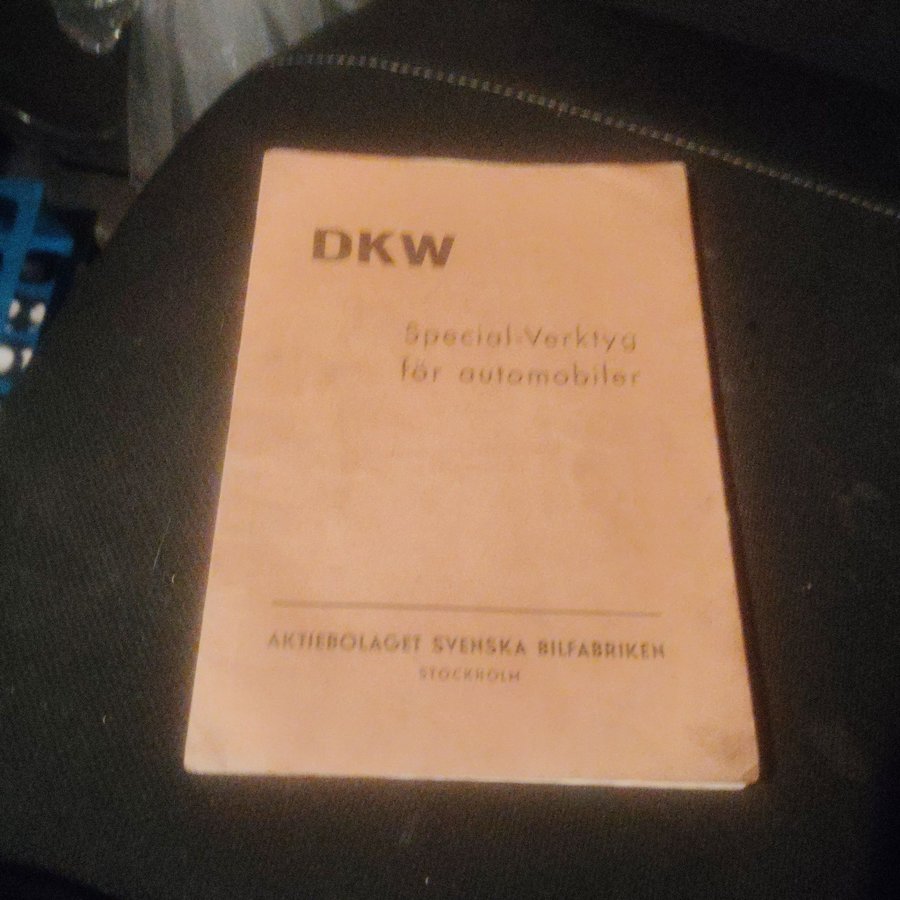 DKW
Special-Verktyg
för automobiler
AKTIEBOLAGET SVENSKA BILFABRIKEN
STOCKHOLM